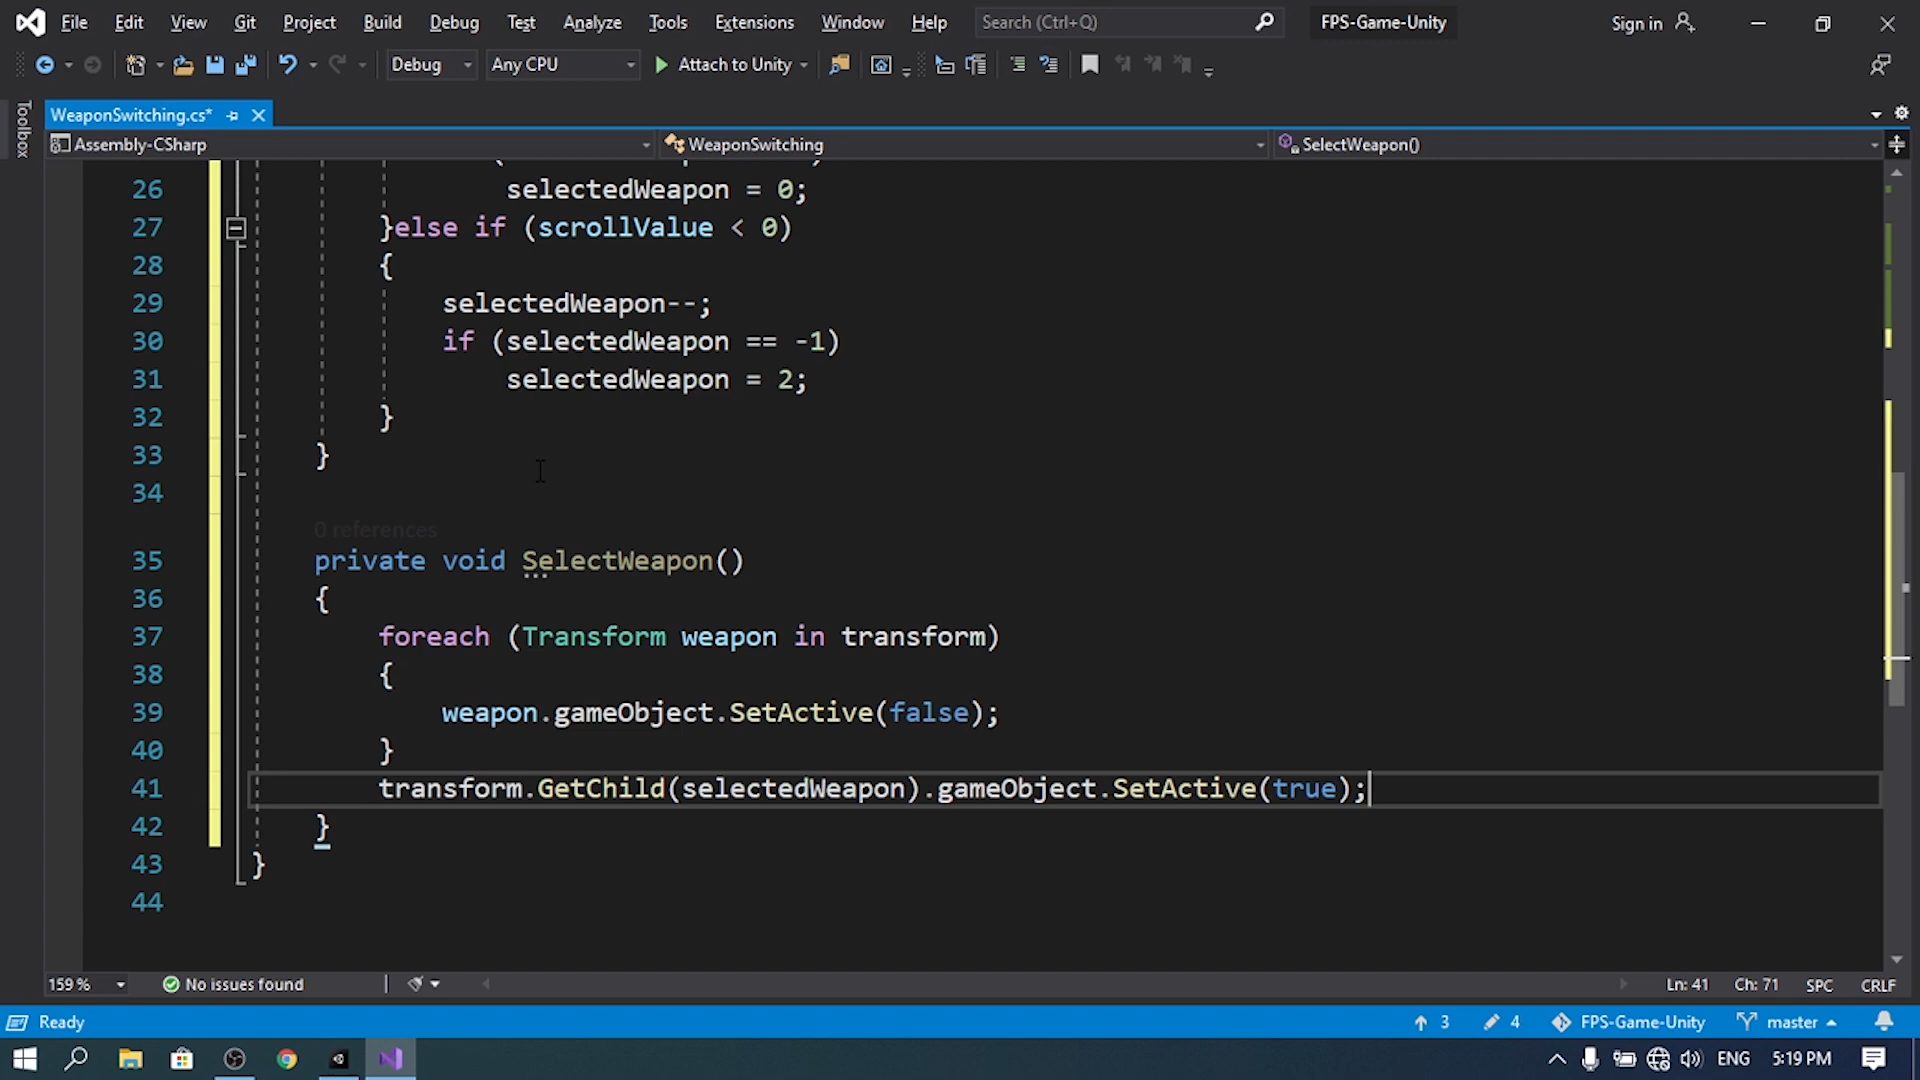 File Edit View Git Project Build Debug Test Analyze Tools Extensions Window Help Search (Ctrl+Q) FPS-Game-Unity Sign in
Debug Any CPU Attach to Unity
Toolbox
WeaponSwitching.cs*
Assembly-CSharp WeaponSwitching SelectWeapon()
26 selectedWeapon = 0;
27 }else if (scrollValue < 0)
28 {
29 selectedWeapon--;
30 if (selectedWeapon == -1)
31 selectedWeapon = 2;
32 }
33 }
34
0 references
35 private void SelectWeapon()
36 {
37 foreach (Transform weapon in transform)
38 {
39 weapon.gameObject.SetActive(false);
40 }
41 transform.GetChild(selectedWeapon).gameObject.SetActive(true);
42 }
43 }
44
159 % No issues found Ln: 41 Ch: 71 SPC CRLF
Ready 3 4 FPS-Game-Unity master
ENG 5:19 PM